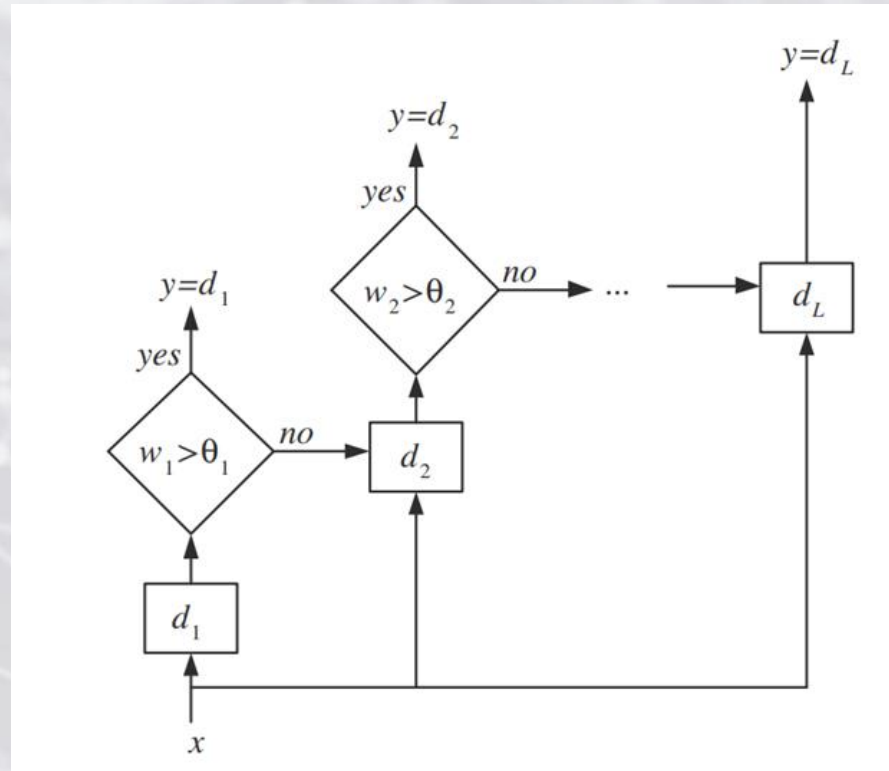 y=d_L
y=d_2
yes
w_2>θ_2
no
...
d_L
y=d_1
yes
w_1>θ_1
no
d_2
d_1
x